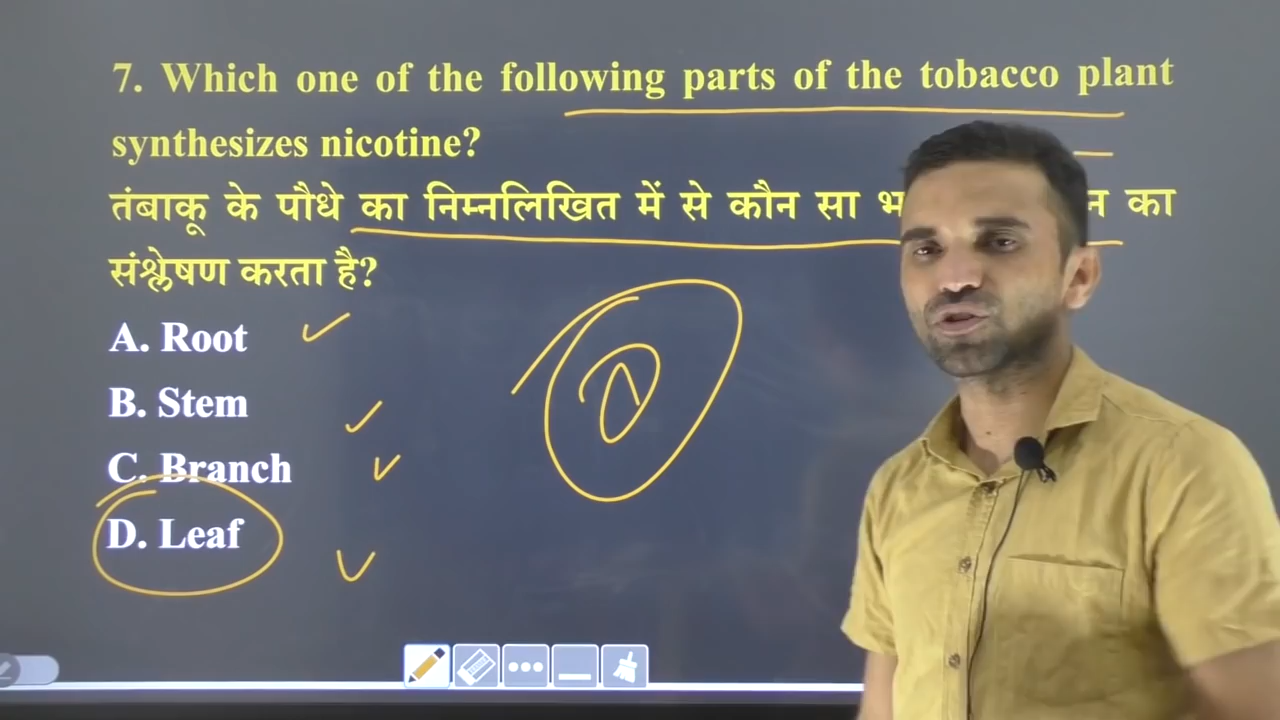 7. Which one of the following parts of the tobacco plant
synthesizes nicotine?
तंबाकू के पौधे का निम्नलिखित में से कौन सा का
संश्लेषण करता है?
A. Root
B. Stem
C. Branch
D. Leaf